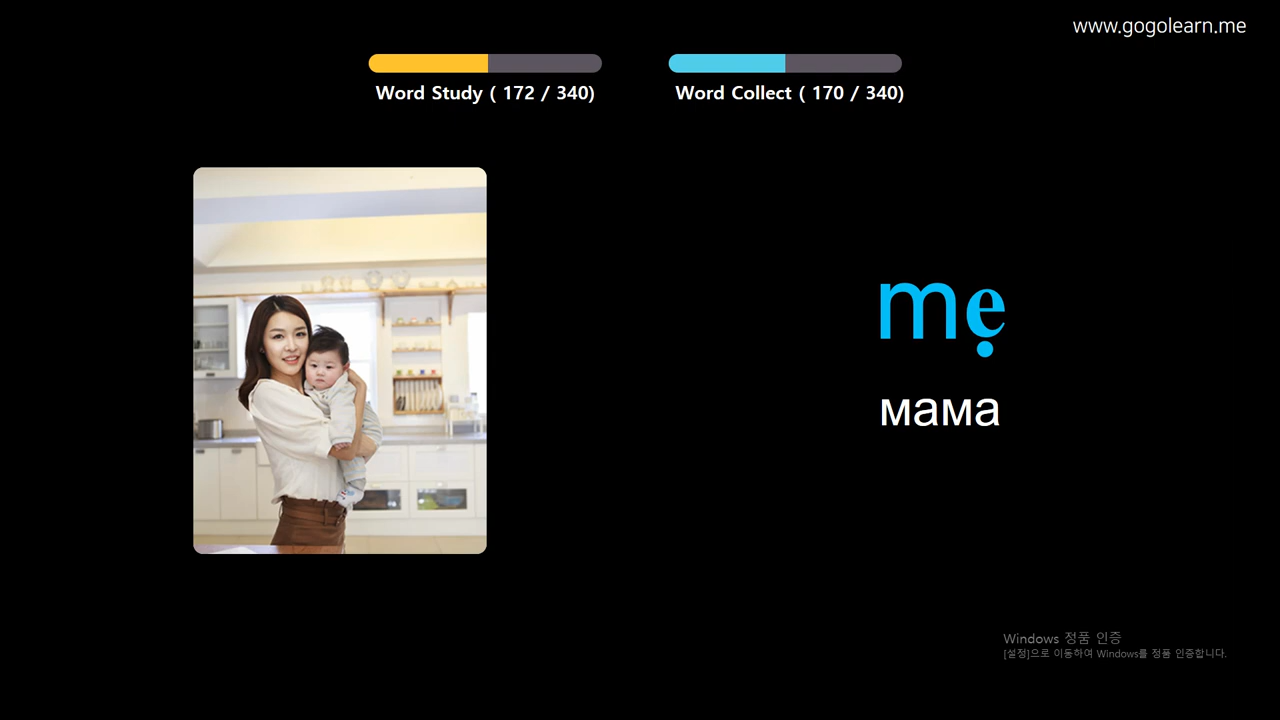 www.gogolearn.me
Word Study ( 172 / 340)
Word Collect ( 170 / 340)
mẹ
мама
Windows 정품 인증
[설정]으로 이동하여 Windows를 정품 인증합니다.